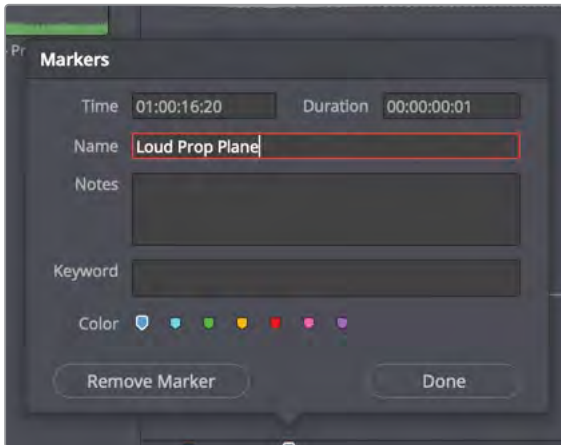 Pr
Markers
Time 01:00:16:20 Duration 00:00:00:01
Name Loud Prop Plane
Notes
Keyword
Color
Remove Marker Done